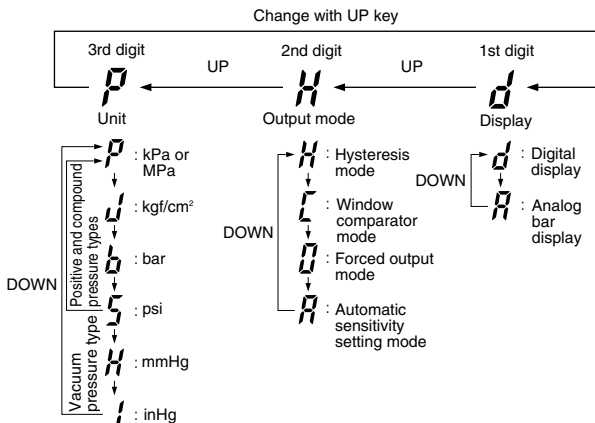 Change with UP key
3rd digit
2nd digit
1st digit
UP
UP
P
H
d
Unit
Output mode
Display
P : kPa or
MPa
J : kgf/cm²
b : bar
5 : psi
H : mmHg
I : inHg
DOWN
Positive and compound
pressure types
Vacuum
pressure type
H : Hysteresis
mode
C : Window
comparator
mode
0 : Forced output
mode
A : Automatic
sensitivity
setting mode
DOWN
d : Digital
display
A : Analog
bar
display
DOWN